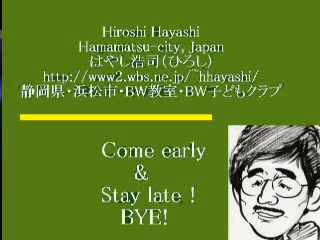 Hiroshi Hayashi
Hamamatsu-city, Japan
はやし浩司(ひろし)
http://www2.wbs.ne.jp/~hhayashi/
静岡県・浜松市・BW教室・BW子どもクラブ
Come early
&
Stay late !
BYE!